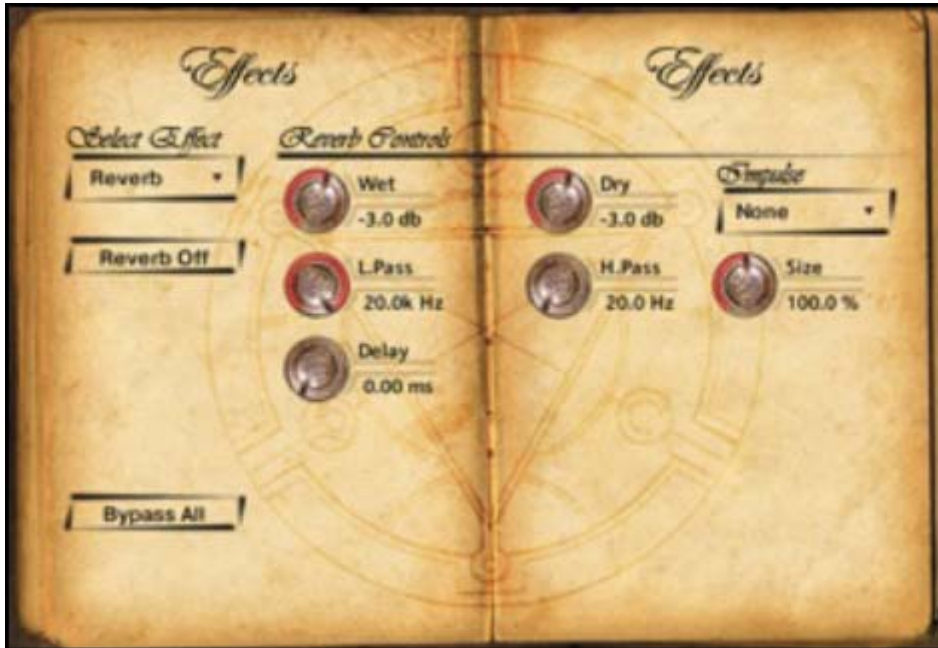 Effects
Effects
Select Effect
Reverb
Reverb Off
Bypass All
Reverb Controls
Wet
-3.0 db
L.Pass
20.0k Hz
Delay
0.00 ms
Dry
-3.0 db
H.Pass
20.0 Hz
Impulse
None
Size
100.0 %